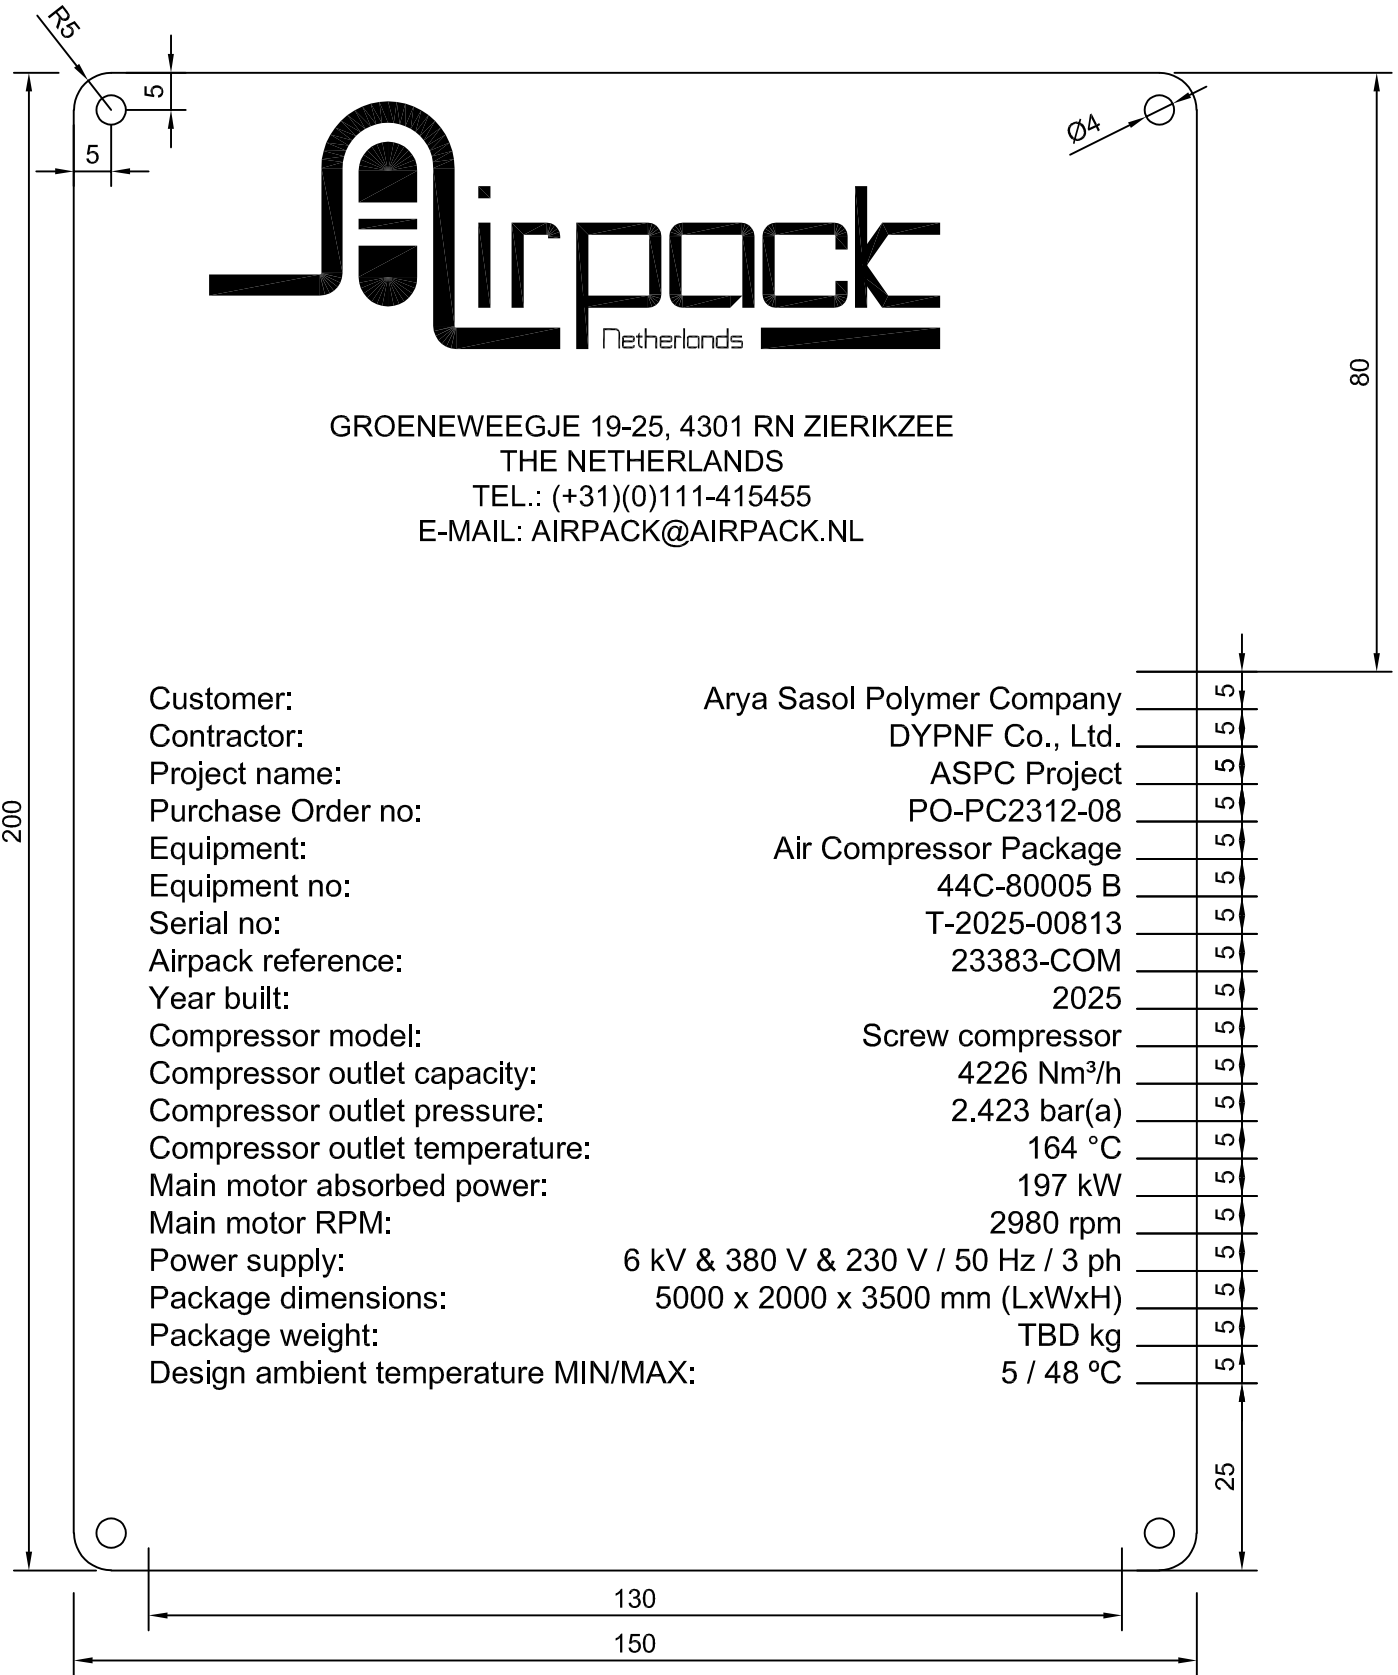 R5
5
5
Ø4
Airpack
Netherlands
80
GROENEWEEGJE 19-25, 4301 RN ZIERIKZEE
THE NETHERLANDS
TEL.: (+31)(0)111-415455
E-MAIL: AIRPACK@AIRPACK.NL
200
Customer: Arya Sasol Polymer Company 5
Contractor: DYPNF Co., Ltd. 5
Project name: ASPC Project 5
Purchase Order no: PO-PC2312-08 5
Equipment: Air Compressor Package 5
Equipment no: 44C-80005 B 5
Serial no: T-2025-00813 5
Airpack reference: 23383-COM 5
Year built: 2025 5
Compressor model: Screw compressor 5
Compressor outlet capacity: 4226 Nm³/h 5
Compressor outlet pressure: 2.423 bar(a) 5
Compressor outlet temperature: 164 °C 5
Main motor absorbed power: 197 kW 5
Main motor RPM: 2980 rpm 5
Power supply: 6 kV & 380 V & 230 V / 50 Hz / 3 ph 5
Package dimensions: 5000 x 2000 x 3500 mm (LxWxH) 5
Package weight: TBD kg 5
Design ambient temperature MIN/MAX: 5 / 48 ºC 5
25
130
150